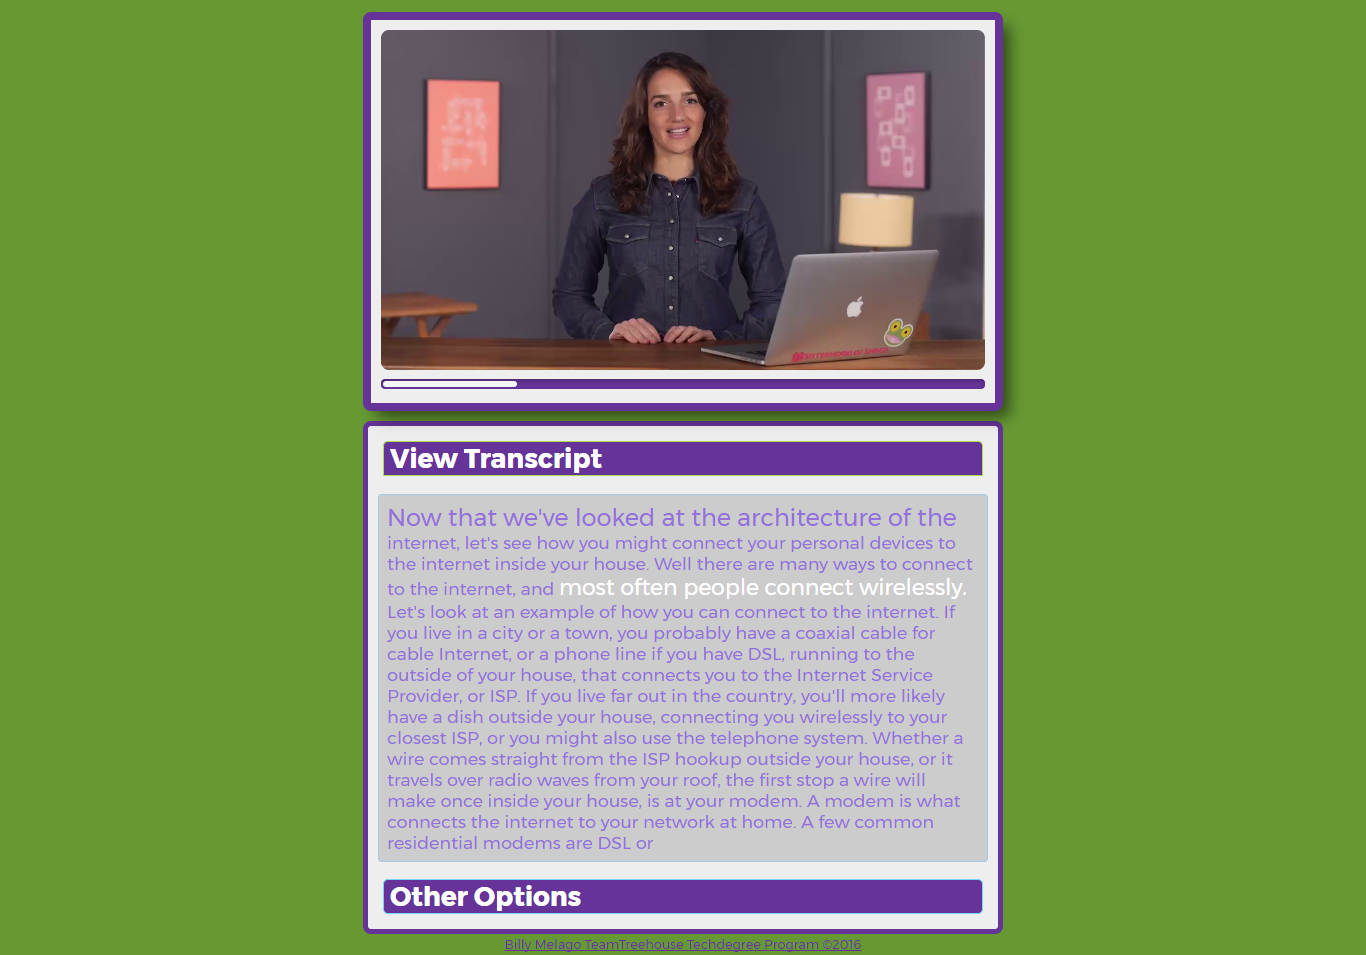 View Transcript
Now that we've looked at the architecture of the
internet, let's see how you might connect your personal devices to
the internet inside your house. Well there are many ways to connect
to the internet, and most often people connect wirelessly.
Let's look at an example of how you can connect to the internet. If
you live in a city or a town, you probably have a coaxial cable for
cable Internet, or a phone line if you have DSL, running to the
outside of your house, that connects you to the Internet Service
Provider, or ISP. If you live far out in the country, you'll more likely
have a dish outside your house, connecting you wirelessly to your
closest ISP, or you might also use the telephone system. Whether a
wire comes straight from the ISP hookup outside your house, or it
travels over radio waves from your roof, the first stop a wire will
make once inside your house, is at your modem. A modem is what
connects the internet to your network at home. A few common
residential modems are DSL or
Other Options
Billy Melago TeamTreehouse Techdegree Program ©2016